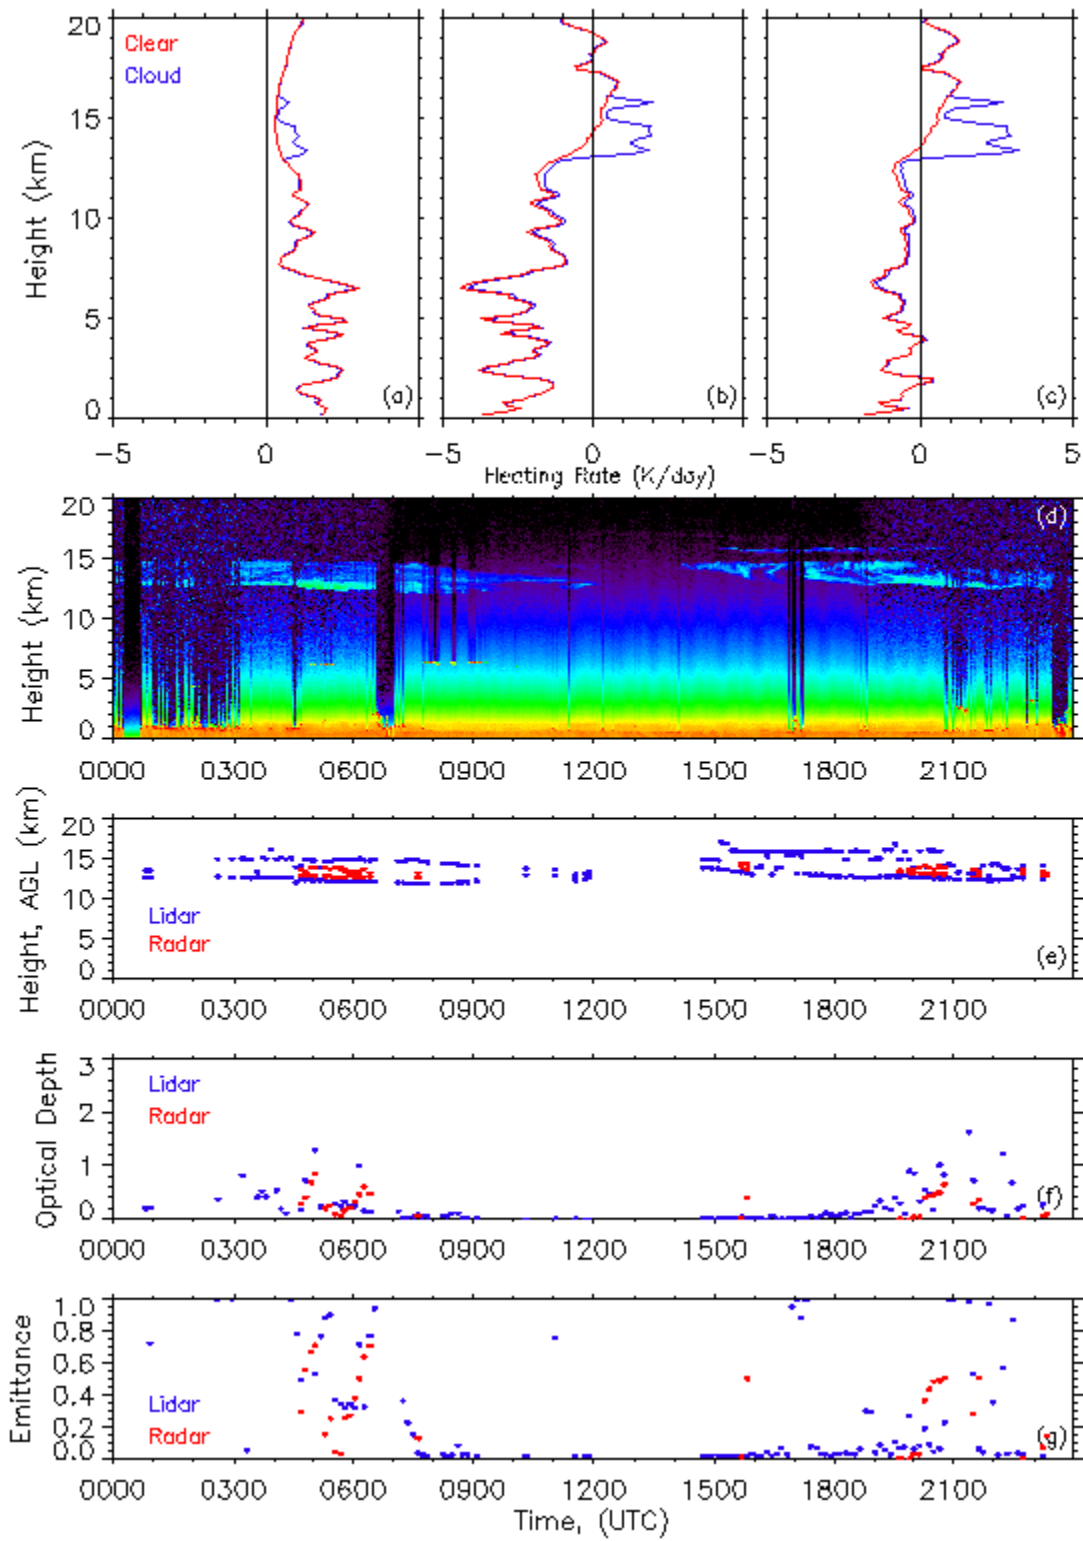 20
15
10
5
0
Height (km)
Clear
Cloud
(a)
(b)
(c)
-5 0 -5 0 -5 0 5
Heating Rate (K/day)
20
15
10
5
0
Height (km)
(d)
0000 0300 0600 0900 1200 1500 1800 2100
20
15
10
5
0
Height, AGL (km)
Lidar
Radar
(e)
0000 0300 0600 0900 1200 1500 1800 2100
3
2
1
0
Optical Depth
Lidar
Radar
(f)
0000 0300 0600 0900 1200 1500 1800 2100
1.0
0.8
0.6
0.4
0.2
0.0
Emittance
Lidar
Radar
(g)
0000 0300 0600 0900 1200 1500 1800 2100
Time, (UTC)